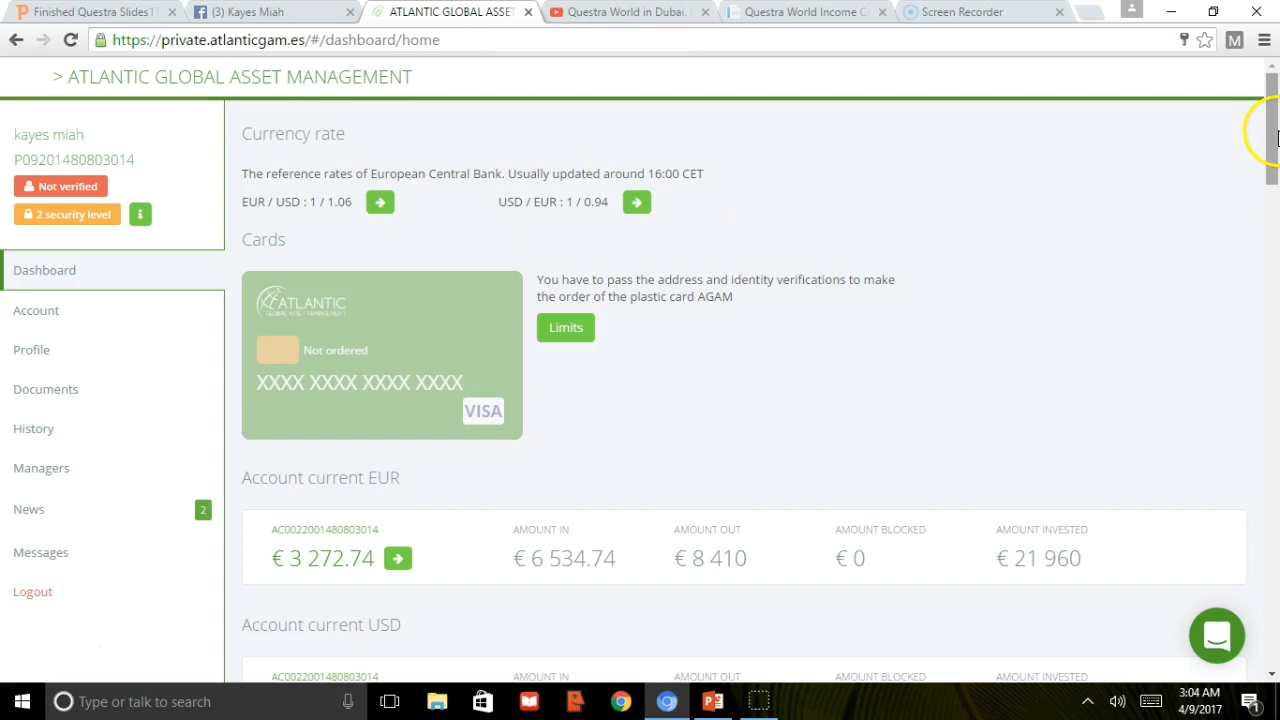 Finished Questra Slides 1T
(3) Kayes Miah
ATLANTIC GLOBAL ASSET
Questra World in Dubai.
Questra World Income C
Screen Recorder
https://private.atlanticgam.es/#/dashboard/home
M
> ATLANTIC GLOBAL ASSET MANAGEMENT
kayes miah
P09201480803014
Not verified
2 security level
i
Dashboard
Account
Profile
Documents
History
Managers
News
2
Messages
Logout
Currency rate
The reference rates of European Central Bank. Usually updated around 16:00 CET
EUR / USD : 1 / 1.06
USD / EUR : 1 / 0.94
Cards
ATLANTIC
GLOBAL ASSET MANAGEMENT
Not ordered
XXXX XXXX XXXX XXXX
VISA
You have to pass the address and identity verifications to make
the order of the plastic card AGAM
Limits
Account current EUR
AC0022001480803014 AMOUNT IN AMOUNT OUT AMOUNT BLOCKED AMOUNT INVESTED
€ 3 272.74 € 6 534.74 € 8 410 € 0 € 21 960
Account current USD
AC0022001480803014 AMOUNT IN AMOUNT OUT AMOUNT BLOCKED AMOUNT INVESTED
Type or talk to search
3:04 AM
4/9/2017
1